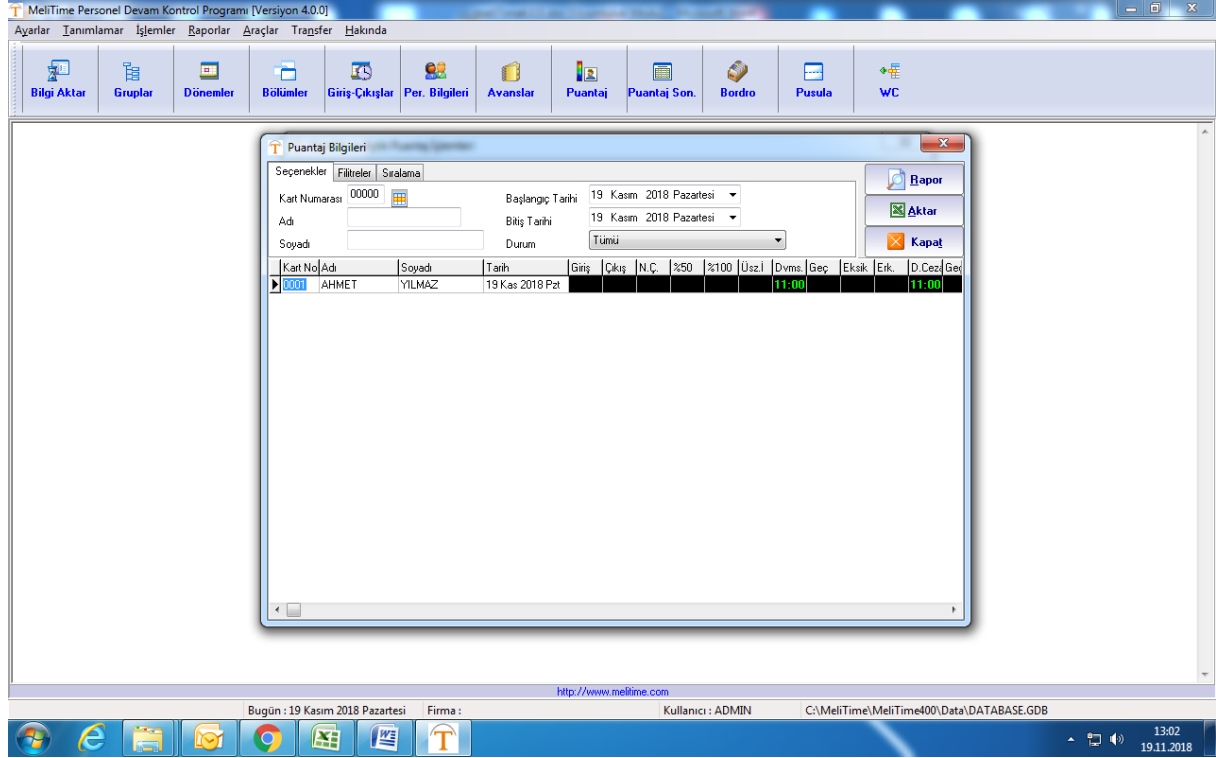 MeliTime Personel Devam Kontrol Programı [Versiyon 4.0.0]
Ayarlar Tanımlamar İşlemler Raporlar Araçlar Transfer Hakında
Bilgi Aktar Gruplar Dönemler Bölümler Giriş-Çıkışlar Per. Bilgileri Avanslar Puantaj Puantaj Son. Bordro Pusula WC
Puantaj Bilgileri
Seçenekler Filitreler Sıralama
Kart Numarası 00000 Başlangıç Tarihi 19 Kasım 2018 Pazartesi
Adı Bitiş Tarihi 19 Kasım 2018 Pazartesi
Soyadı Durum Tümü
Rapor
Aktar
Kapat
Kart No Adı Soyadı Tarih Giriş Çıkış N.Ç. %50 %100 Üsz.İ Dvms. Geç Eksik Erk. D.Ceza Geç
0001 AHMET YILMAZ 19 Kas 2018 Pzt 11:00 11:00
http://www.melitime.com
Bugün : 19 Kasım 2018 Pazartesi Firma : Kullanıcı : ADMIN C:\MeliTime\MeliTime400\Data\DATABASE.GDB
13:02
19.11.2018